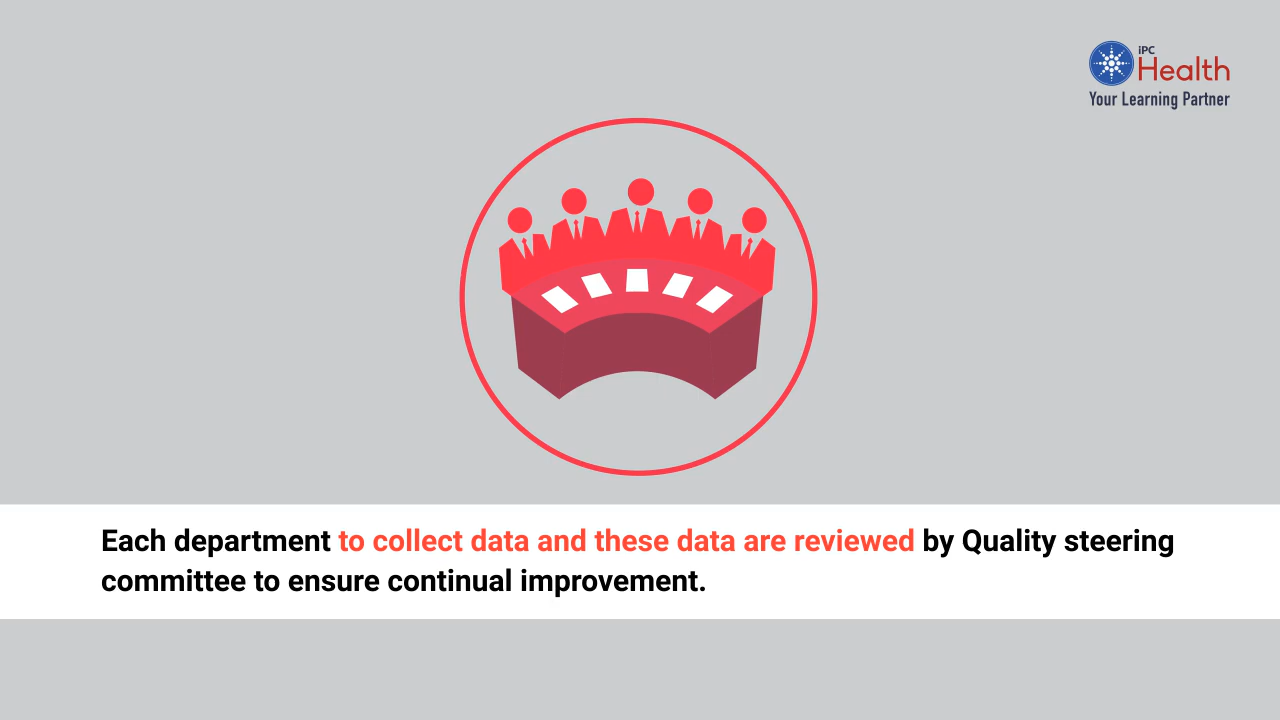 iPC
Health
Your Learning Partner
Each department to collect data and these data are reviewed by Quality steering
committee to ensure continual improvement.